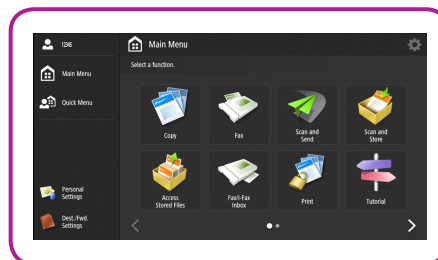 12345
Main Menu
Main Menu
Select a function.
Quick Menu
Copy
Fax
Scan and
Send
Scan and
Store
Access
Stored Files
Fax/I-Fax
Inbox
Print
Tutorial
Personal
Settings
Dest./Fwd.
Settings